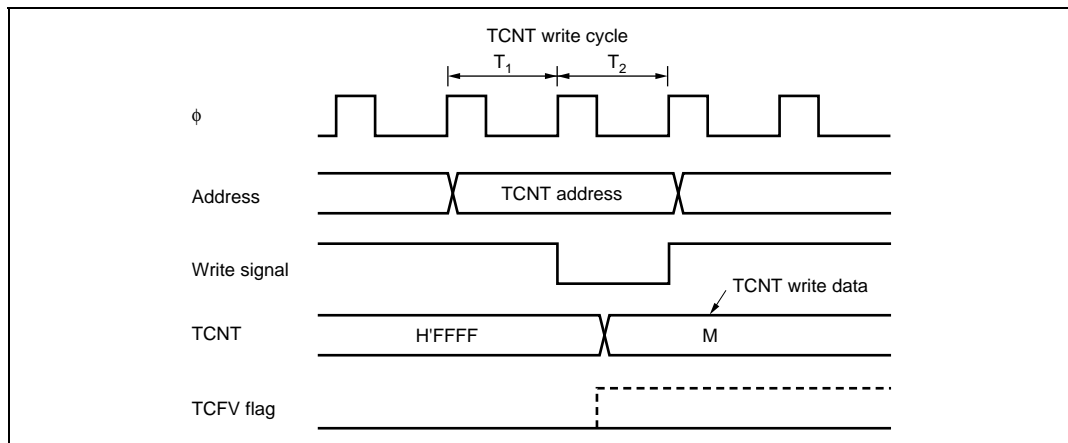 TCNT write cycle
T1 T2
ϕ
Address TCNT address
Write signal
TCNT write data
TCNT H'FFFF M
TCFV flag